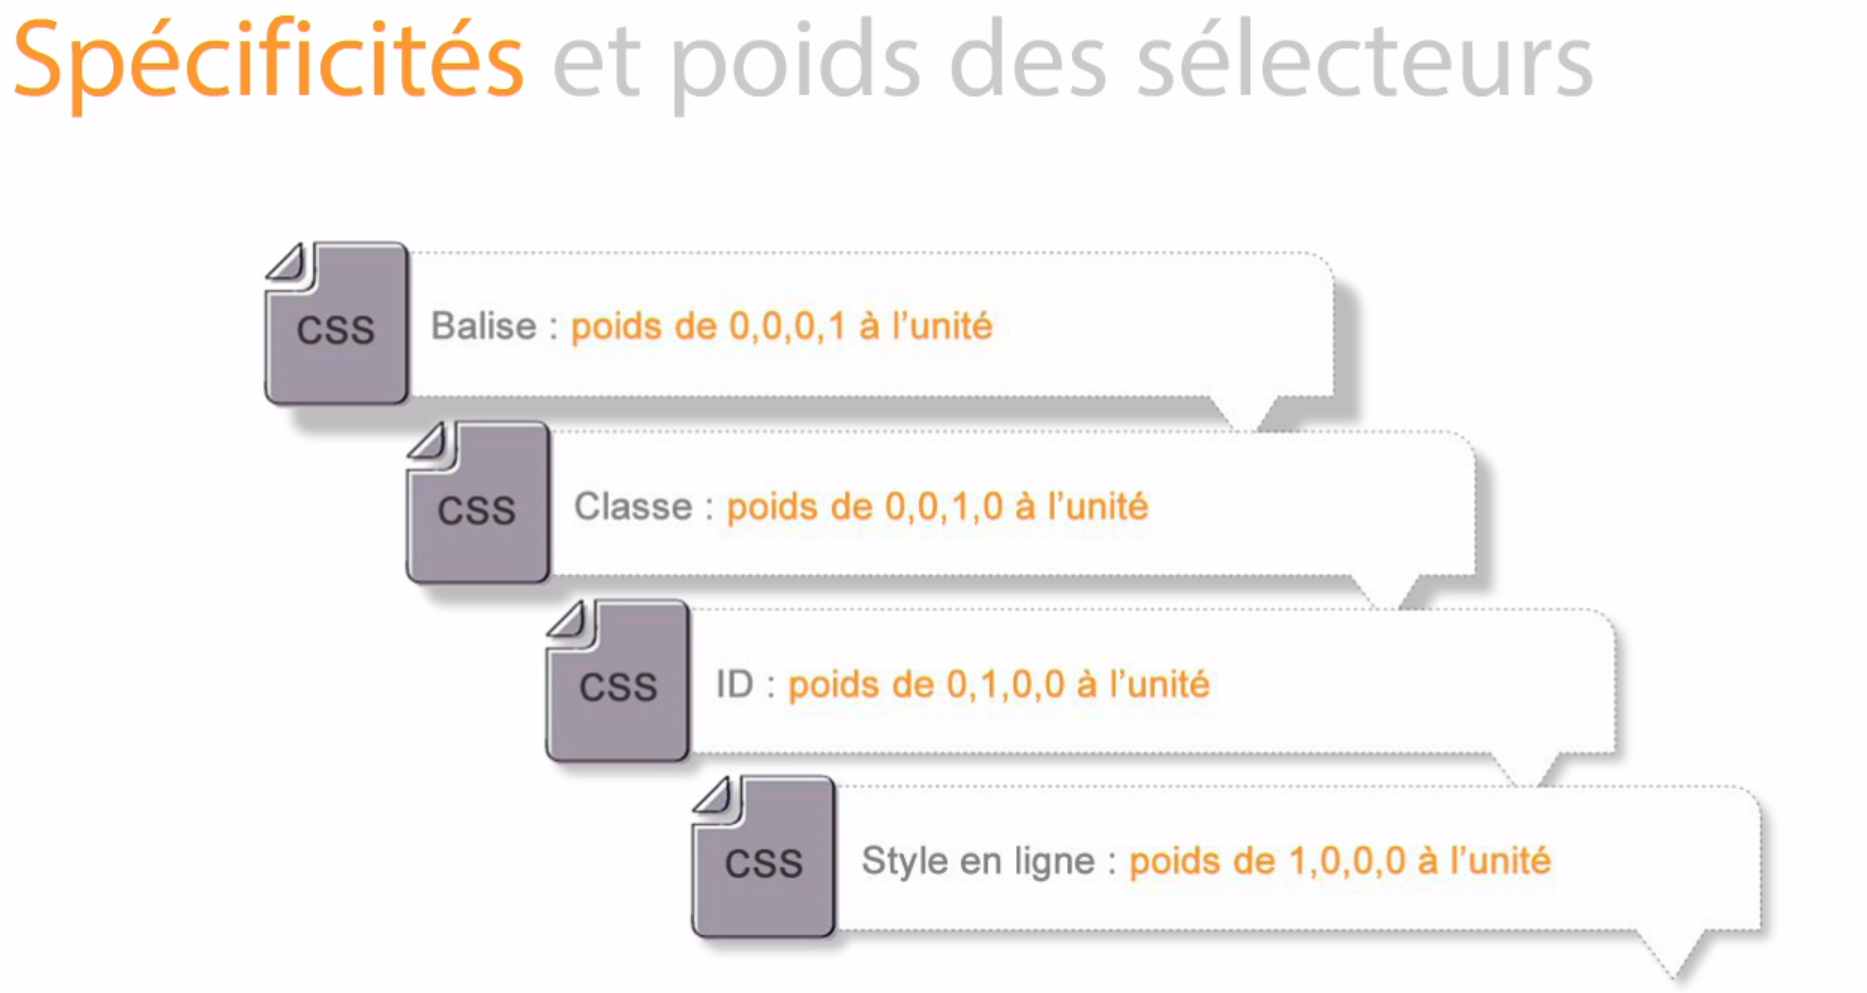 Spécificités et poids des sélecteurs
CSS
Balise : poids de 0,0,0,1 à l’unité
CSS
Classe : poids de 0,0,1,0 à l’unité
CSS
ID : poids de 0,1,0,0 à l’unité
CSS
Style en ligne : poids de 1,0,0,0 à l’unité